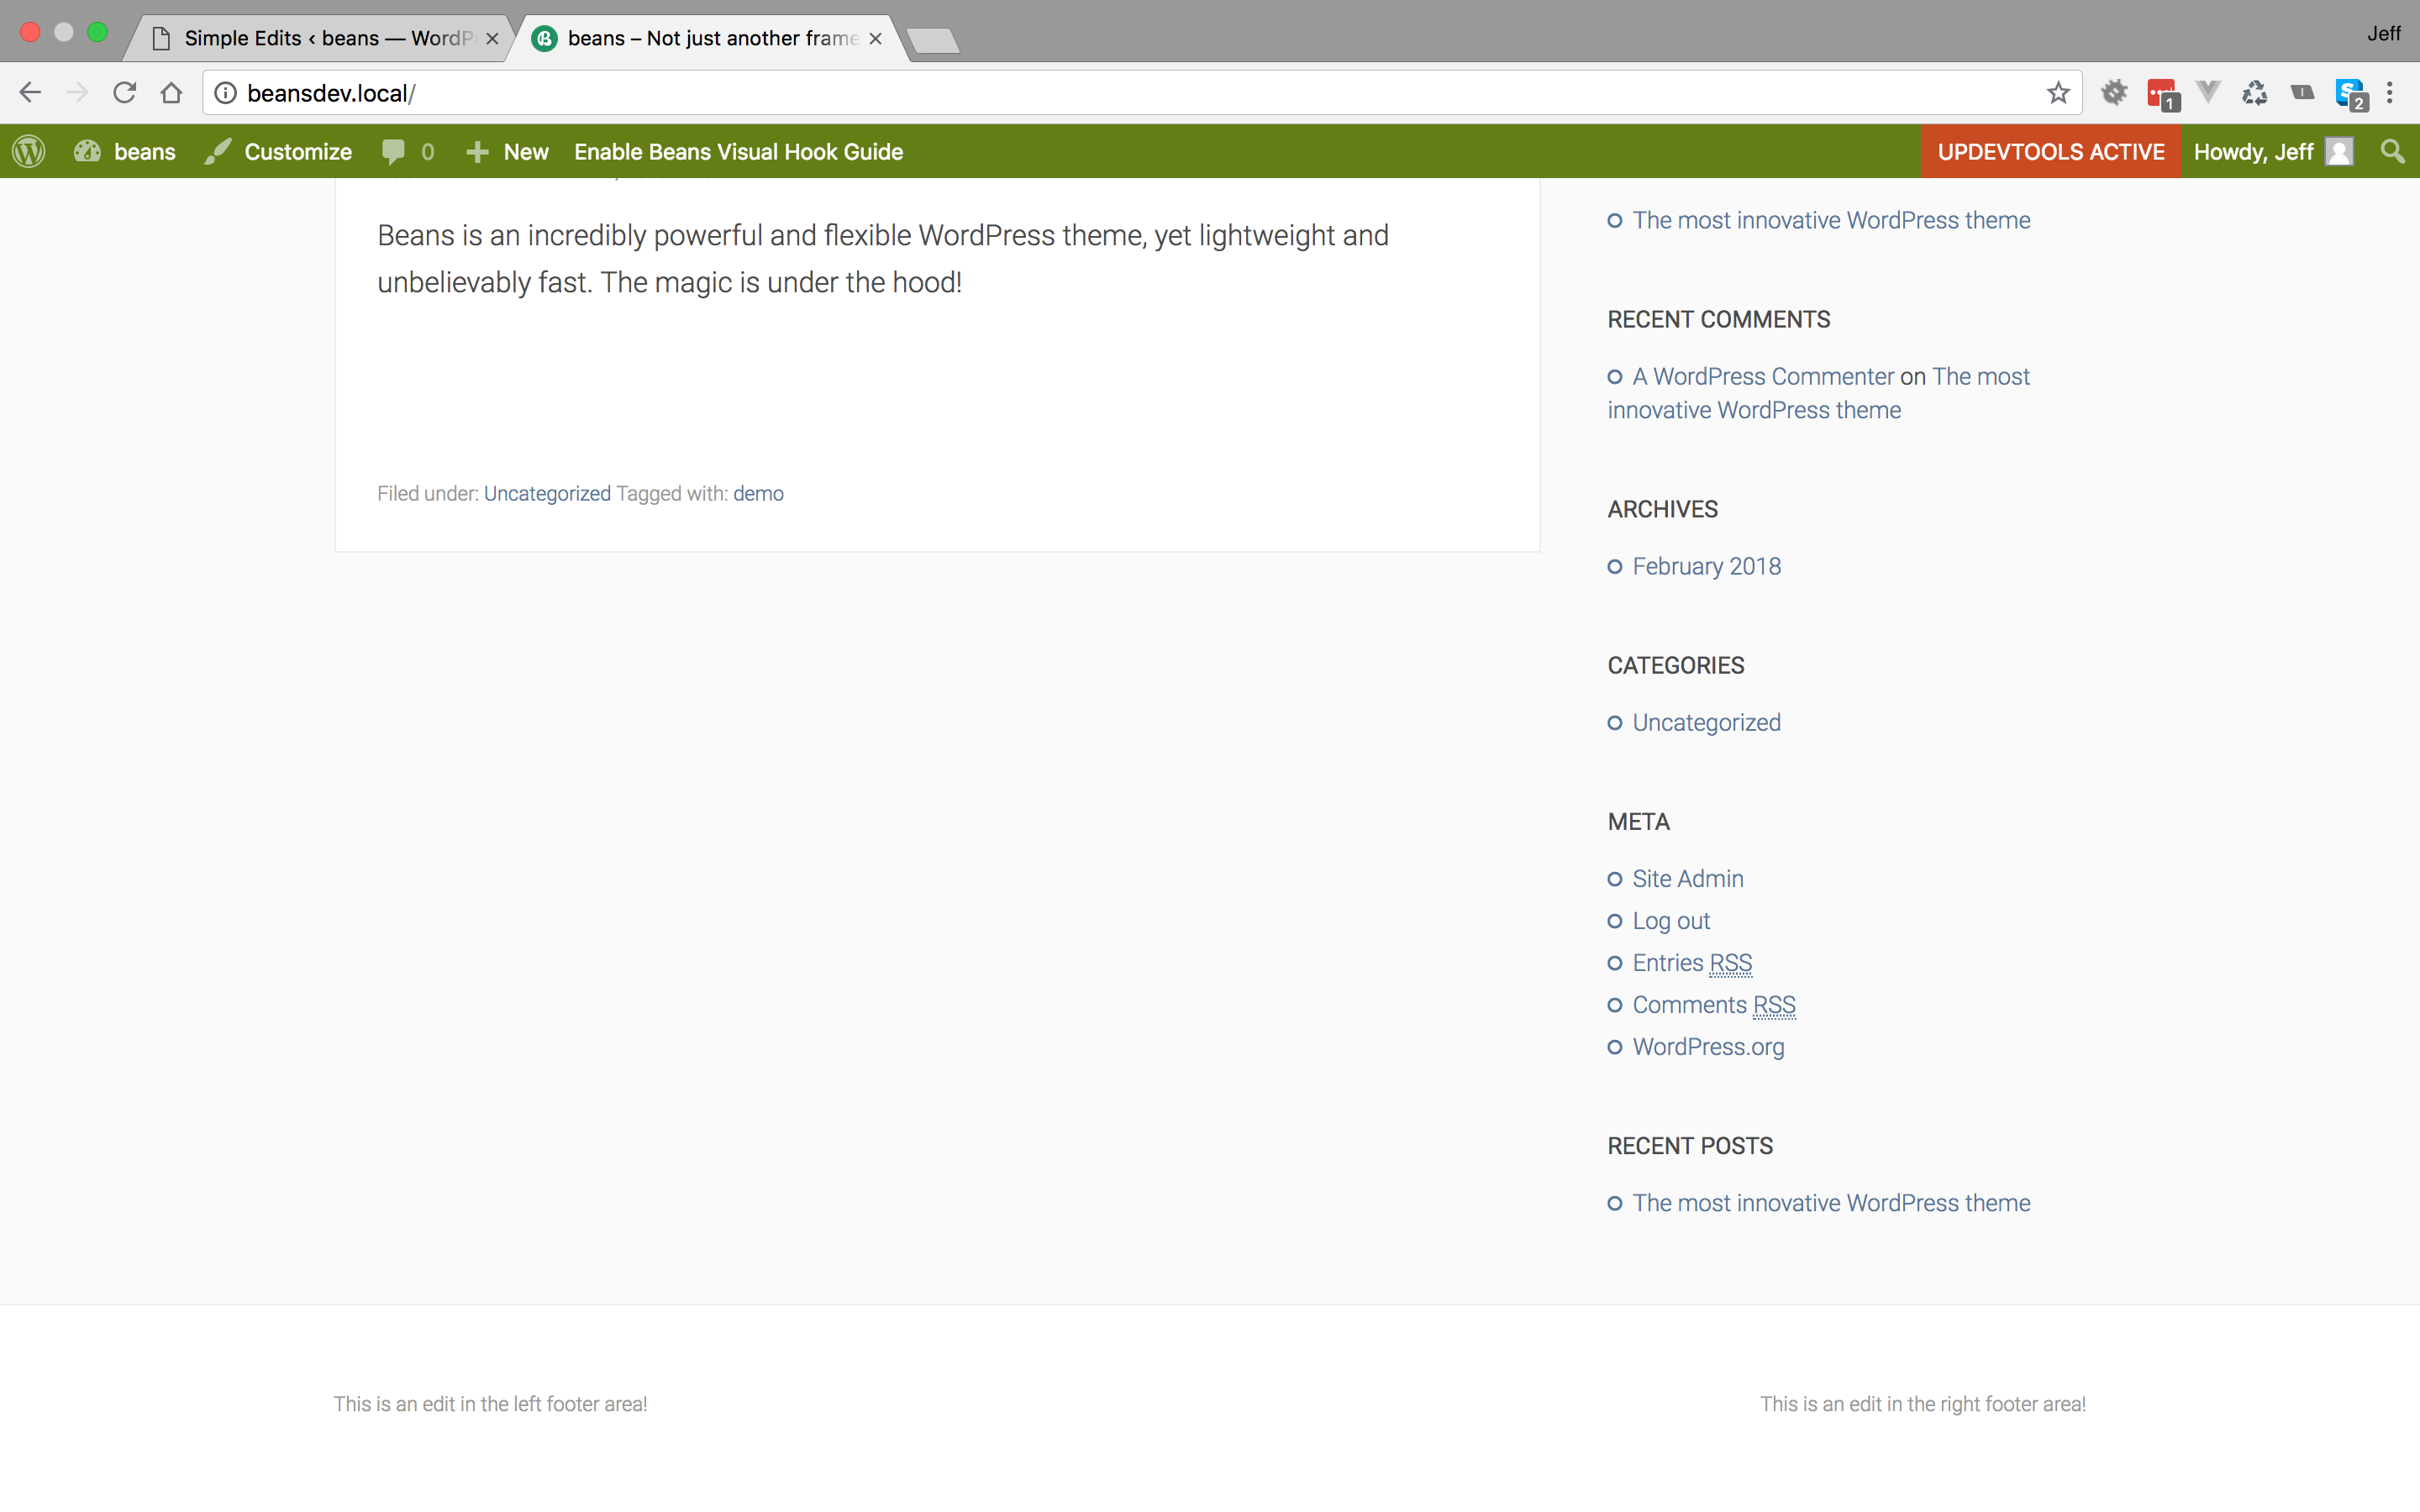 Simple Edits ‹ beans — WordP
beans – Not just another frame
Jeff
beansdev.local/
1
2
beans
Customize
0
New
Enable Beans Visual Hook Guide
UPDEVTOOLS ACTIVE
Howdy, Jeff
Beans is an incredibly powerful and flexible WordPress theme, yet lightweight and
unbelievably fast. The magic is under the hood!
Filed under: Uncategorized Tagged with: demo
The most innovative WordPress theme
RECENT COMMENTS
A WordPress Commenter on The most
innovative WordPress theme
ARCHIVES
February 2018
CATEGORIES
Uncategorized
META
Site Admin
Log out
Entries RSS
Comments RSS
WordPress.org
RECENT POSTS
The most innovative WordPress theme
This is an edit in the left footer area!
This is an edit in the right footer area!